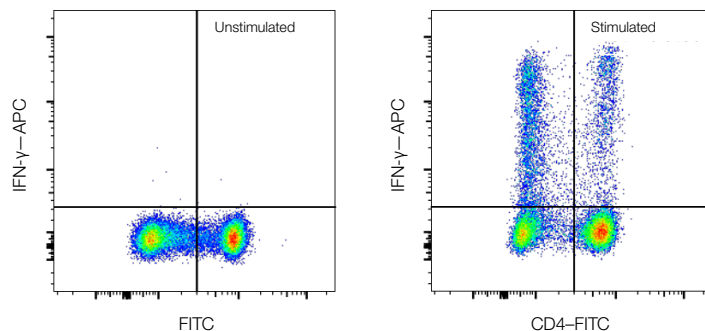 Unstimulated
IFN-γ—APC
FITC
Stimulated
IFN-γ—APC
CD4–FITC